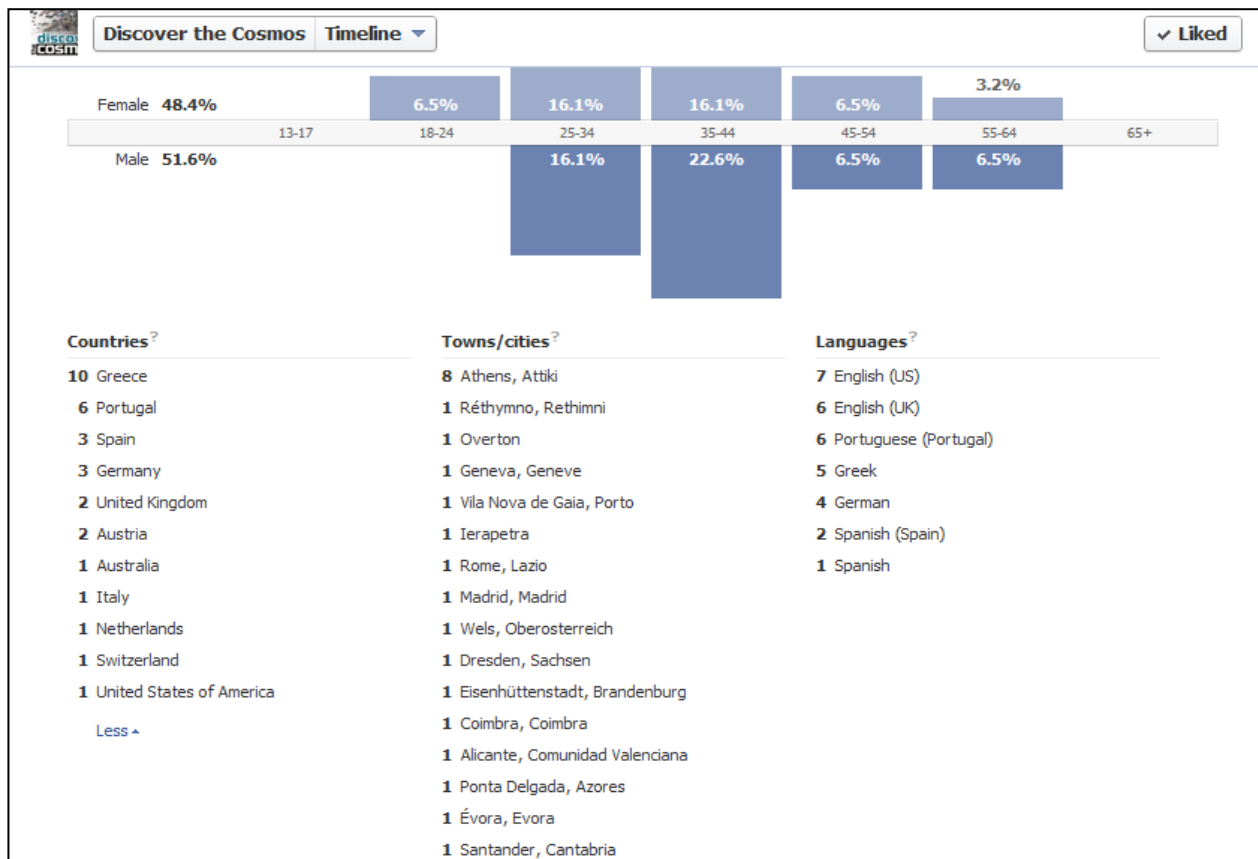 disco
the COSM
Discover the Cosmos Timeline
✓ Liked
3.2%
Female 48.4% 6.5% 16.1% 16.1% 6.5%
13-17 18-24 25-34 35-44 45-54 55-64 65+
Male 51.6% 16.1% 22.6% 6.5% 6.5%
Countries? Towns/cities? Languages?
10 Greece 8 Athens, Attiki 7 English (US)
6 Portugal 1 Réthymno, Rethimni 6 English (UK)
3 Spain 1 Overton 6 Portuguese (Portugal)
3 Germany 1 Geneva, Geneve 5 Greek
2 United Kingdom 1 Vila Nova de Gaia, Porto 4 German
2 Austria 1 Ierapetra 2 Spanish (Spain)
1 Australia 1 Rome, Lazio 1 Spanish
1 Italy 1 Madrid, Madrid
1 Netherlands 1 Wels, Oberosterreich
1 Switzerland 1 Dresden, Sachsen
1 United States of America 1 Eisenhüttenstadt, Brandenburg
Less 1 Coimbra, Coimbra
1 Alicante, Comunidad Valenciana
1 Ponta Delgada, Azores
1 Évora, Evora
1 Santander, Cantabria